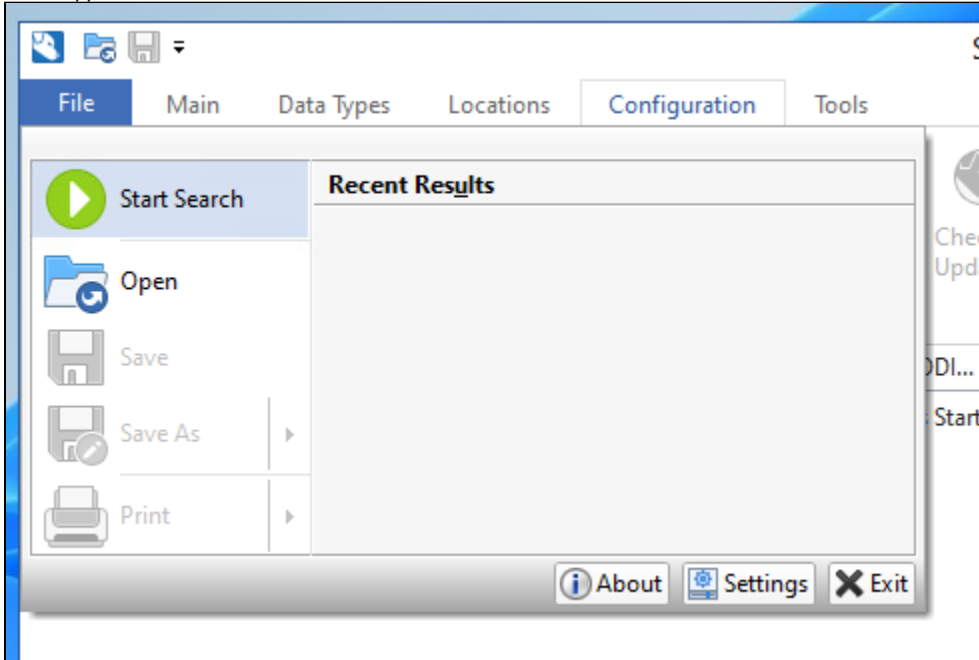 File Main Data Types Locations Configuration Tools
Start Search
Recent Results
Open
Save
Save As
Print
About Settings Exit
Start